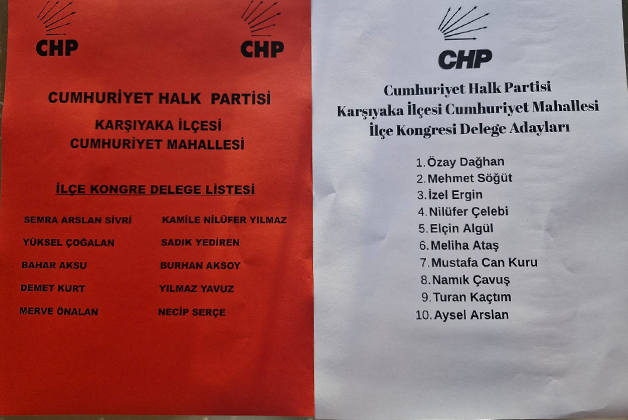 CHP
CHP
CUMHURİYET HALK PARTİSİ
KARŞIYAKA İLÇESİ
CUMHURİYET MAHALLESİ
İLÇE KONGRE DELEGE LİSTESİ
SEMRA ARSLAN SİVRİ
KAMİLE NİLÜFER YILMAZ
YÜKSEL ÇOĞALAN
SADIK YEDİREN
BAHAR AKSU
BURHAN AKSOY
DEMET KURT
YILMAZ YAVUZ
MERVE ÖNALAN
NECİP SERÇE
CHP
Cumhuriyet Halk Partisi
Karşıyaka İlçesi Cumhuriyet Mahallesi
İlçe Kongresi Delege Adayları
1. Özay Dağhan
2. Mehmet Söğüt
3. İzel Ergin
4. Nilüfer Çelebi
5. Elçin Algül
6. Meliha Ataş
7. Mustafa Can Kuru
8. Namık Çavuş
9. Turan Kaçtım
10. Aysel Arslan